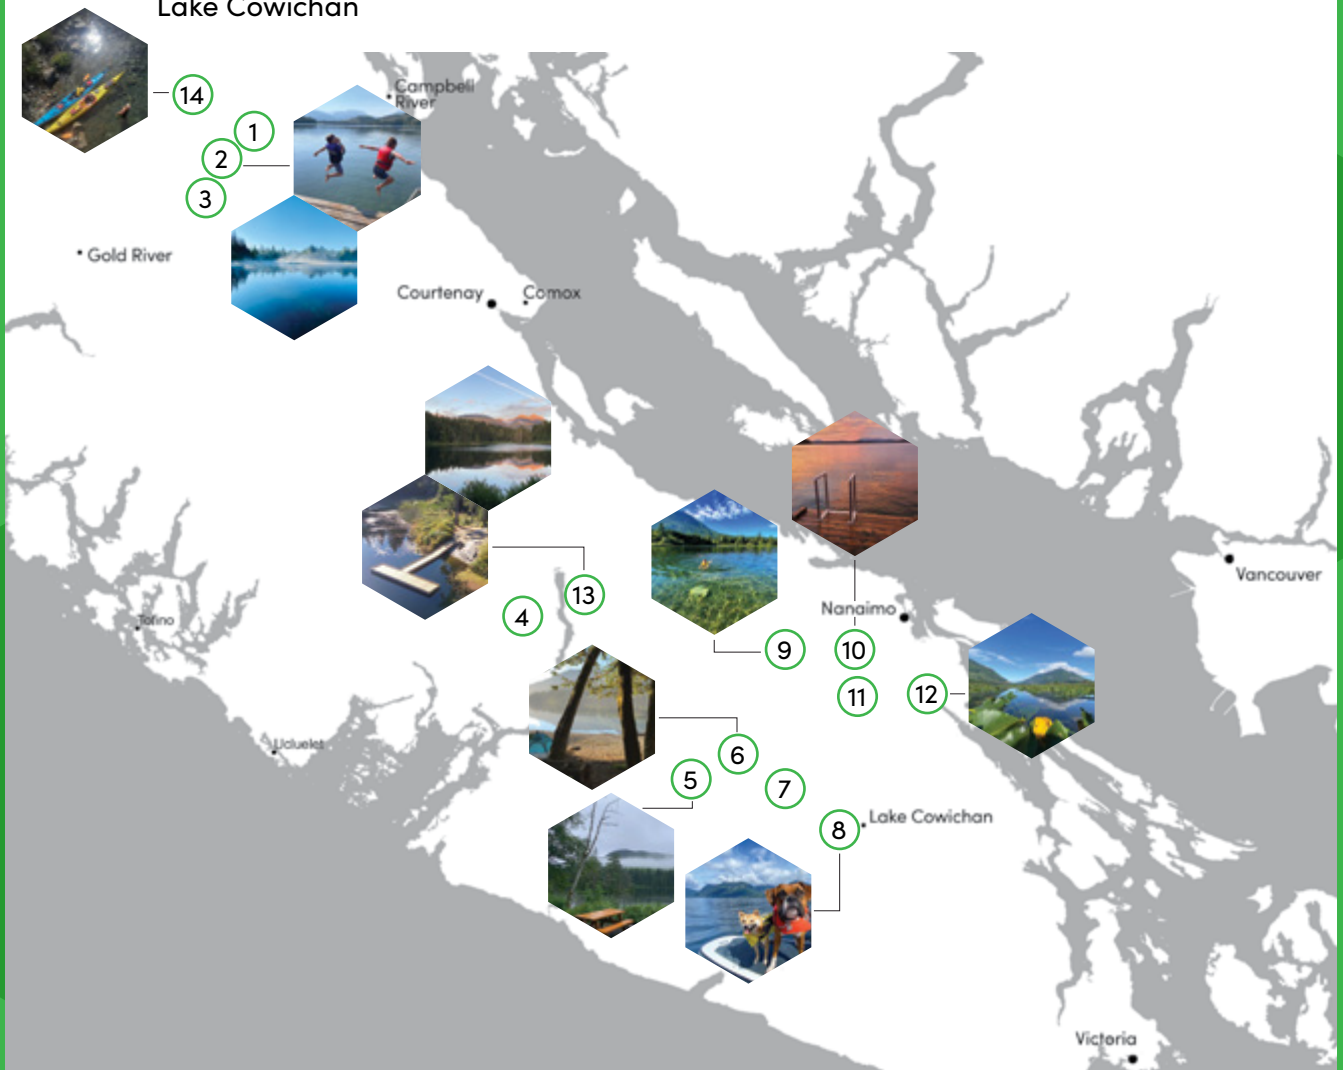 Lake Cowichan
Campbell
River
14
1
2
3
Gold River
Courtenay
Comox
Vancouver
13
4
Tofino
Nanaimo
9
10
11
12
Ucluelet
6
5
7
8
Lake Cowichan
Victoria